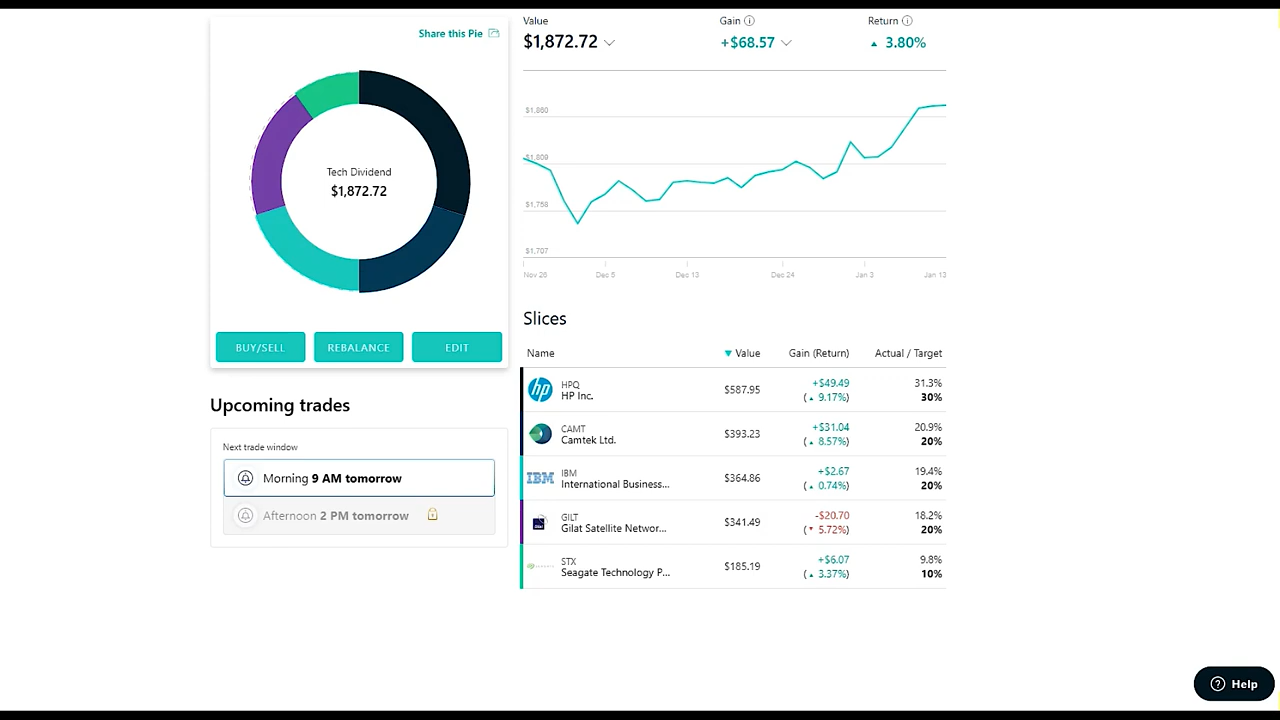 Share this Pie
Tech Dividend
$1,872.72
BUY/SELL
REBALANCE
EDIT
Upcoming trades
Next trade window
Morning 9 AM tomorrow
Afternoon 2 PM tomorrow
Value
Gain
Return
$1,872.72
+$68.57
▲ 3.80%
$1,860
$1,809
$1,758
$1,707
Nov 26
Dec 6
Dec 13
Dec 24
Jan 3
Jan 13
Slices
Name
▼ Value
Gain (Return)
Actual / Target
hp
HPQ
HP Inc.
$587.95
+$49.49
(▲ 9.17%)
31.3%
30%
CAMT
Camtek Ltd.
$393.23
+$31.04
(▲ 8.57%)
20.9%
20%
IBM
IBM
International Business...
$364.86
+$2.67
(▲ 0.74%)
19.4%
20%
GILT
Gilat Satellite Networ...
$341.49
-$20.70
(▼ 5.72%)
18.2%
20%
STX
Seagate Technology P...
$185.19
+$6.07
(▲ 3.37%)
9.8%
10%
Help